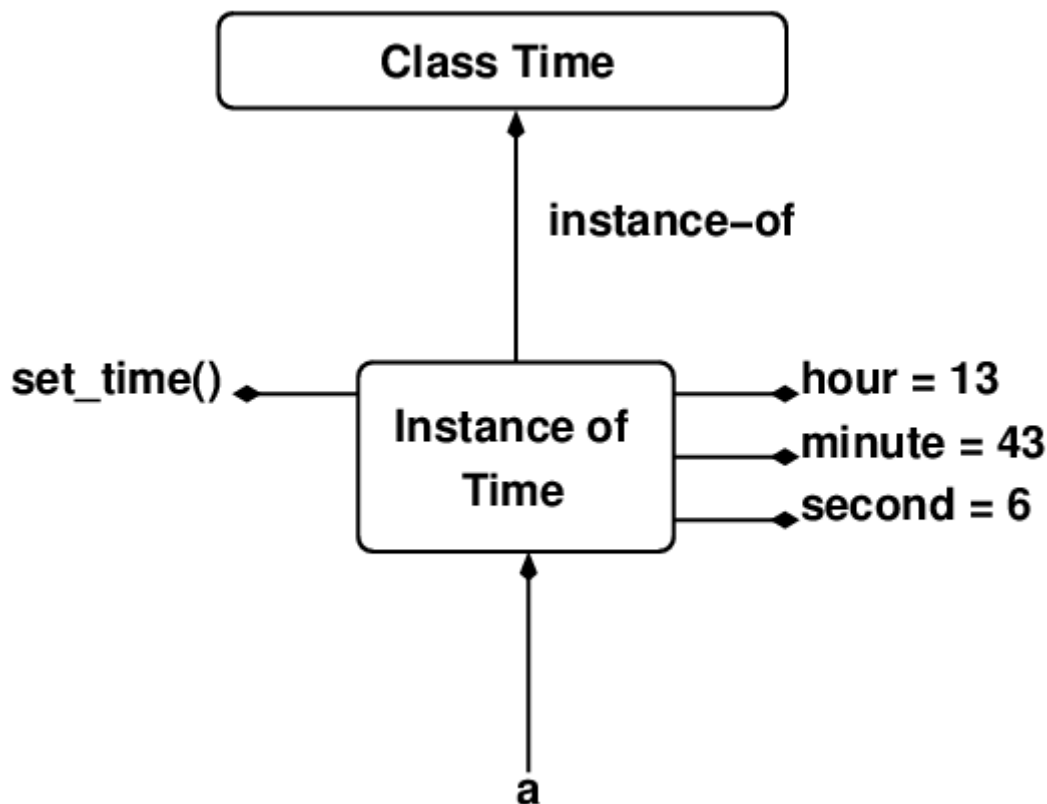 Class Time
instance–of
set_time()
Instance of
Time
hour = 13
minute = 43
second = 6
a